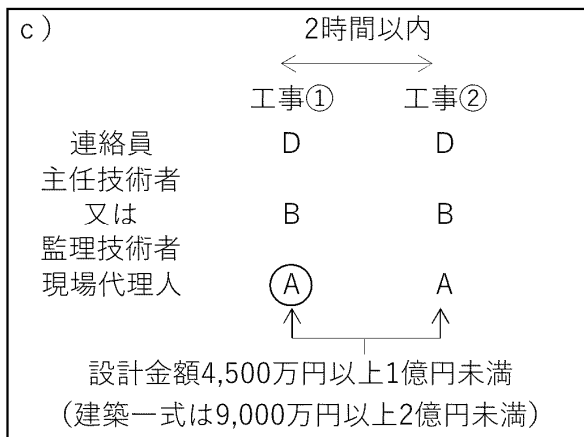 c）
2時間以内
工事① 工事②
連絡員 D D
主任技術者
又は B B
監理技術者
現場代理人 A A
設計金額4,500万円以上1億円未満
（建築一式は9,000万円以上2億円未満）